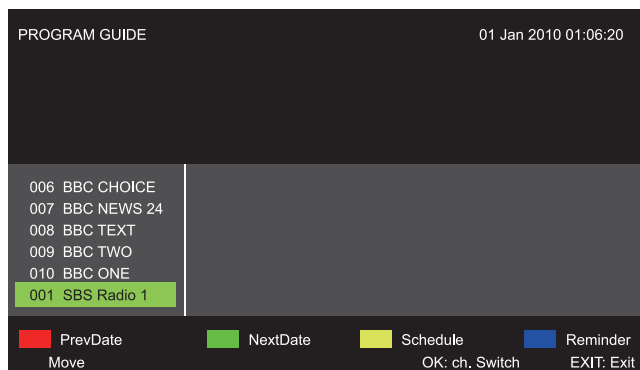 PROGRAM GUIDE 01 Jan 2010 01:06:20
006 BBC CHOICE
007 BBC NEWS 24
008 BBC TEXT
009 BBC TWO
010 BBC ONE
001 SBS Radio 1
PrevDate NextDate Schedule Reminder
Move OK: ch, Switch EXIT: Exit